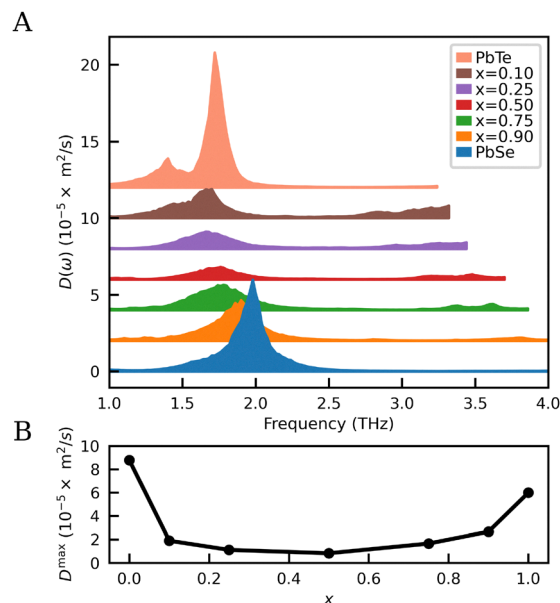 A
20
15
10
5
0
D(ω) (10⁻⁵ × m²/s)
PbTe
x=0.10
x=0.25
x=0.50
x=0.75
x=0.90
PbSe
1.0 1.5 2.0 2.5 3.0 3.5 4.0
Frequency (THz)
B
10
8
6
4
2
0
Dᵐᵃˣ (10⁻⁵ × m²/s)
0.0 0.2 0.4 0.6 0.8 1.0
x